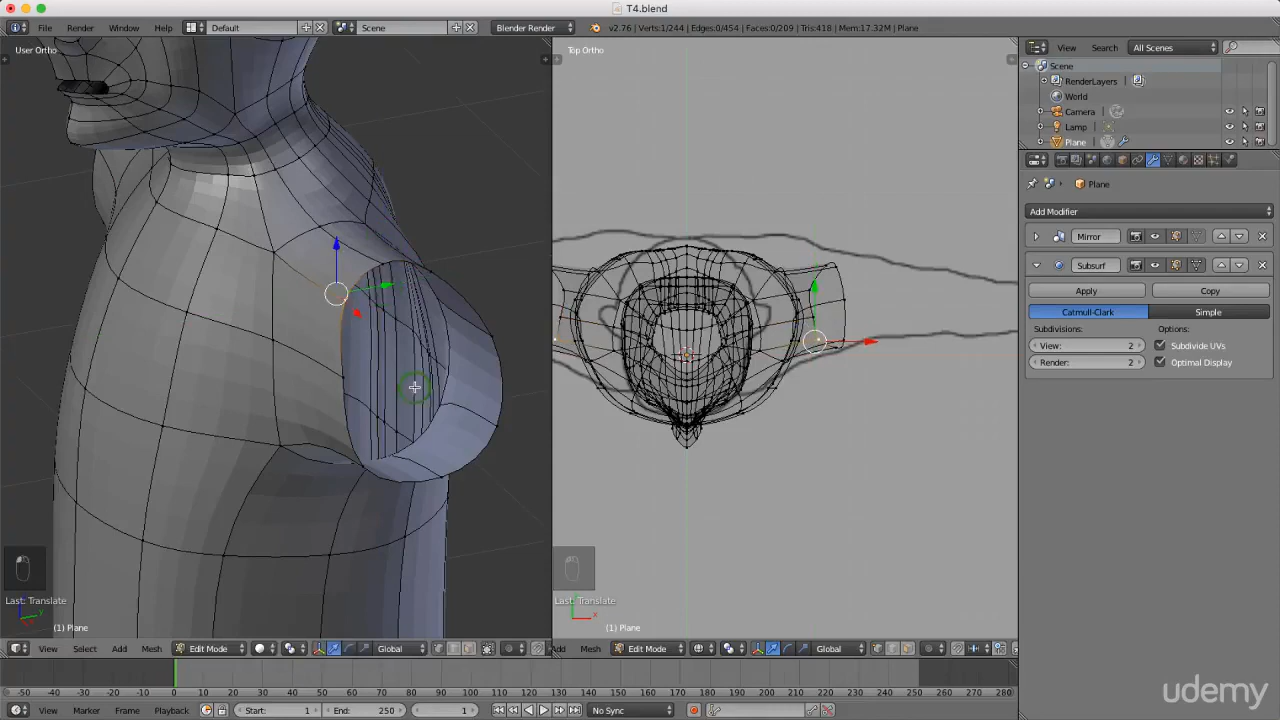 T4.blend
File Render Window Help Default Scene Blender Render v2.76 | Verts:1/244 | Edges:0/454 | Faces:0/209 | Tris:418 | Mem:17.32M | Plane
User Ortho
Top Ortho
View Search All Scenes
Scene
RenderLayers
World
Camera
Lamp
Plane
Plane
Add Modifier
Mirror
Subsurf
Apply Copy
Catmull-Clark Simple
Subdivisions: Options:
View: 2 Subdivide UVs
Render: 2 Optimal Display
Last: Translate
Last: Translate
(1) Plane
(1) Plane
View Select Add Mesh Edit Mode Global
Add Mesh Edit Mode Global
-50 -40 -30 -20 -10 0 10 20 30 40 50 60 70 80 90 100 110 120 130 140 150 160 170 180 190 200 210 220 230 240 250 260 270 280
View Marker Frame Playback Start: 1 End: 250 1 No Sync
udemy